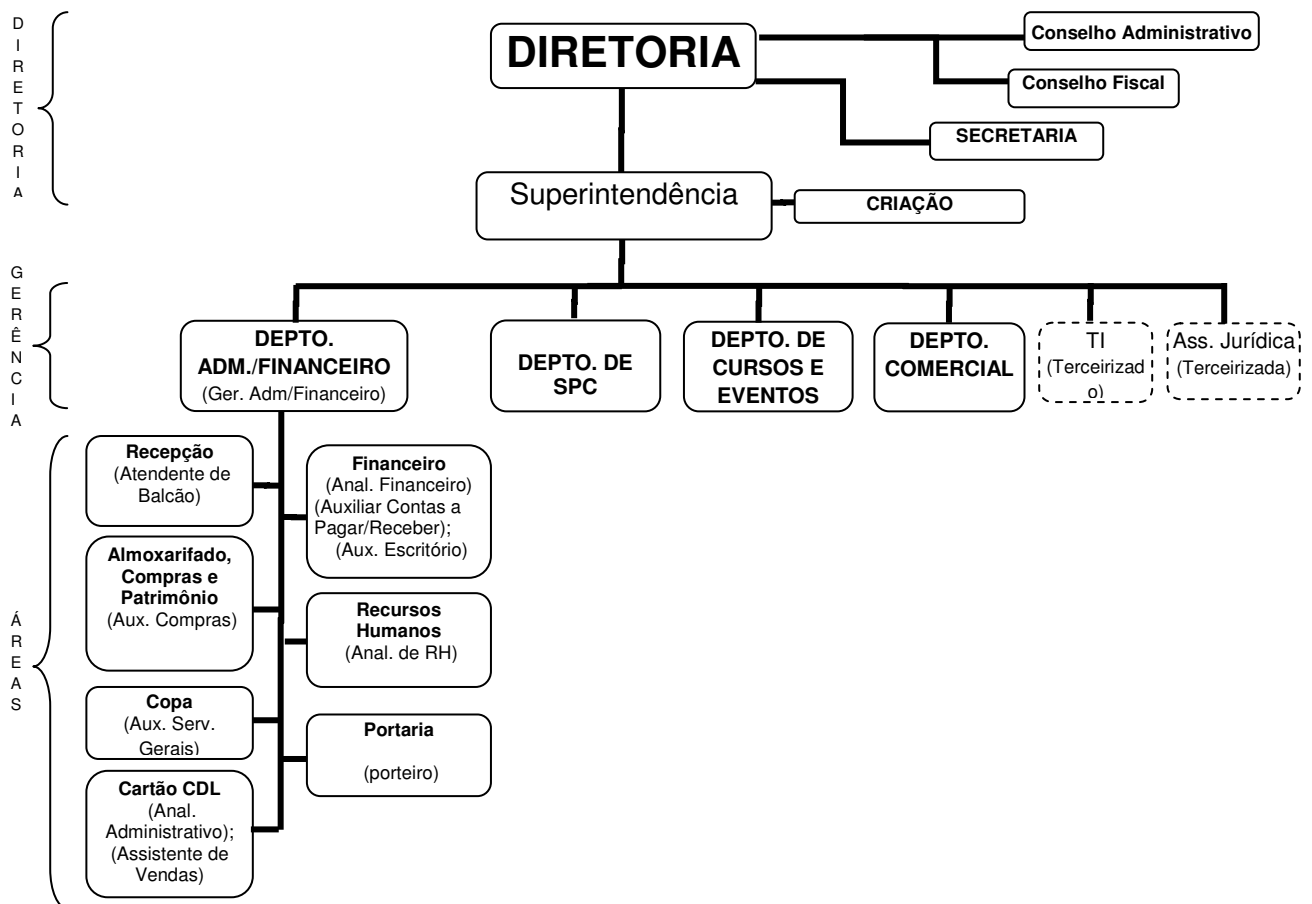 D
I
R
E
T
O
R
I
A
DIRETORIA
Conselho Administrativo
Conselho Fiscal
SECRETARIA
Superintendência
CRIAÇÃO
G
E
R
Ê
N
C
I
A
DEPTO.
ADM./FINANCEIRO
(Ger. Adm/Financeiro)
DEPTO. DE
SPC
DEPTO. DE
CURSOS E
EVENTOS
DEPTO.
COMERCIAL
TI
(Terceirizad
o)
Ass. Jurídica
(Terceirizada)
Á
R
E
A
S
Recepção
(Atendente de
Balcão)
Financeiro
(Anal. Financeiro)
(Auxiliar Contas a
Pagar/Receber);
(Aux. Escritório)
Almoxarifado,
Compras e
Patrimônio
(Aux. Compras)
Recursos
Humanos
(Anal. de RH)
Copa
(Aux. Serv.
Gerais)
Portaria
(porteiro)
Cartão CDL
(Anal.
Administrativo);
(Assistente de
Vendas)